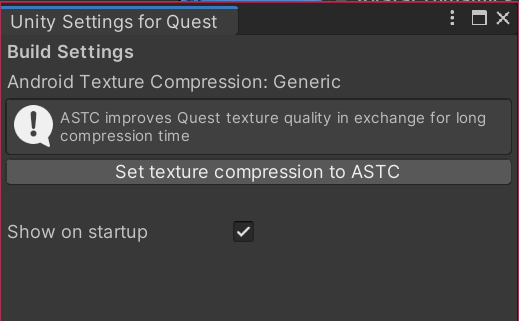 Unity Settings for Quest
Build Settings
Android Texture Compression: Generic
ASTC improves Quest texture quality in exchange for long
compression time
Set texture compression to ASTC
Show on startup